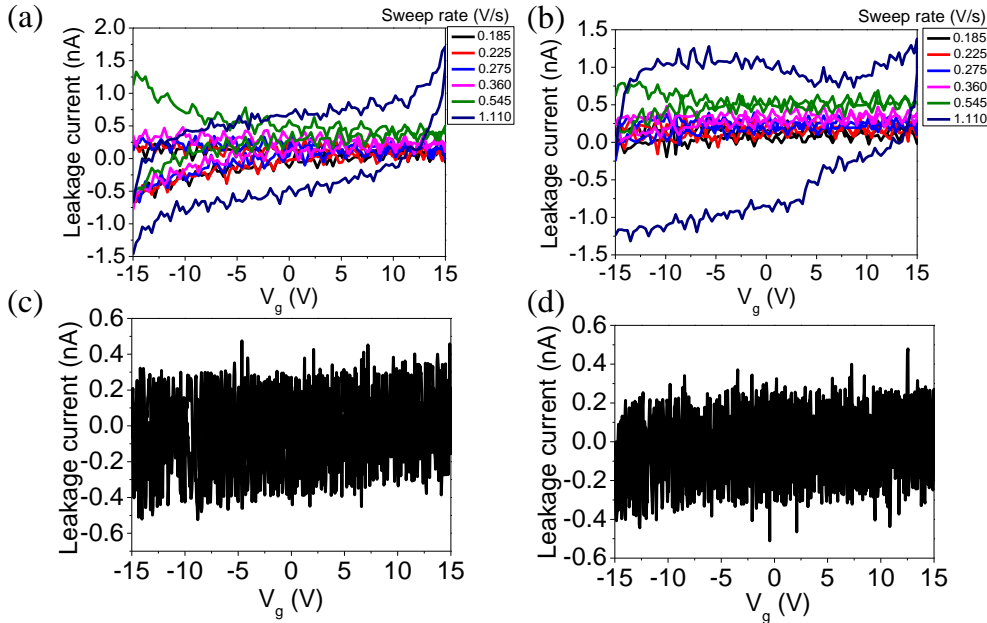 (a)
Sweep rate (V/s)
0.185
0.225
0.275
0.360
0.545
1.110
Leakage current (nA)
2.0
1.5
1.0
0.5
0.0
-0.5
-1.0
-1.5
-15 -10 -5 0 5 10 15
Vg (V)
(b)
Sweep rate (V/s)
0.185
0.225
0.275
0.360
0.545
1.110
Leakage current (nA)
1.5
1.0
0.5
0.0
-0.5
-1.0
-1.5
-15 -10 -5 0 5 10 15
Vg (V)
(c)
Leakage current (nA)
0.6
0.4
0.2
0.0
-0.2
-0.4
-0.6
-15 -10 -5 0 5 10 15
Vg (V)
(d)
Leakage current (nA)
0.6
0.4
0.2
0.0
-0.2
-0.4
-0.6
-15 -10 -5 0 5 10 15
Vg (V)